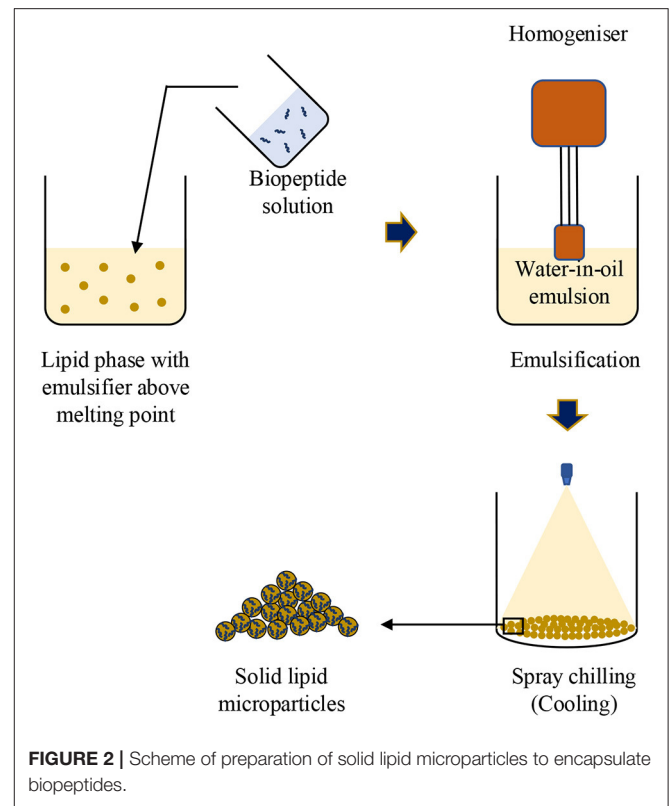 Homogeniser
Biopeptide
solution
Water-in-oil
emulsion
Lipid phase with
emulsifier above
melting point
Emulsification
Solid lipid
microparticles
Spray chilling
(Cooling)
FIGURE 2 | Scheme of preparation of solid lipid microparticles to encapsulate
biopeptides.